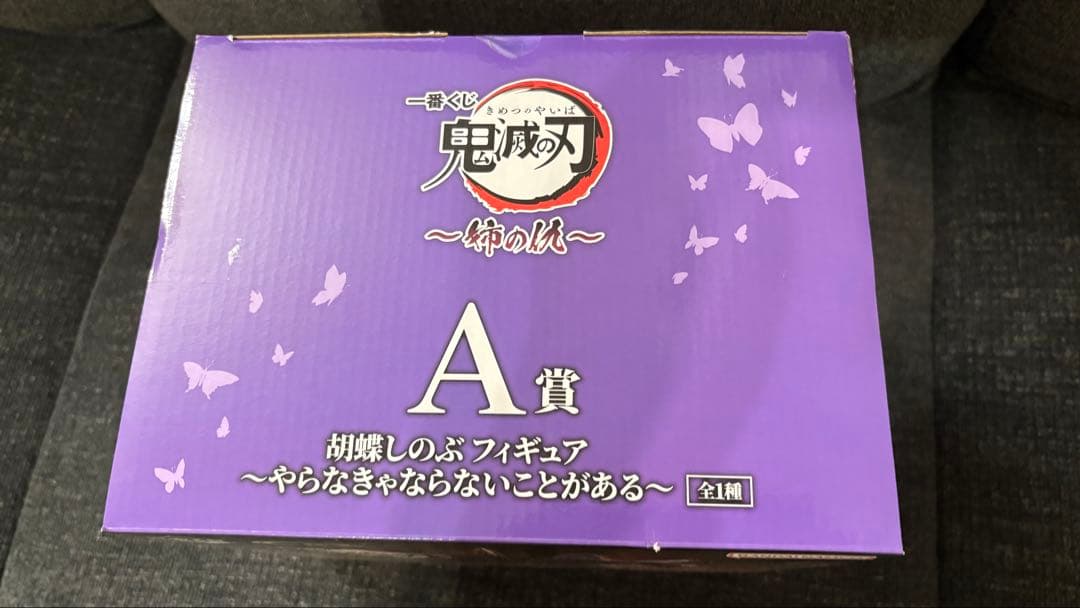 一番くじ
きめつのやいば
鬼滅の刃
～姉の仇～
A賞
胡蝶しのぶ フィギュア
～やらなきゃならないことがある～ 全1種